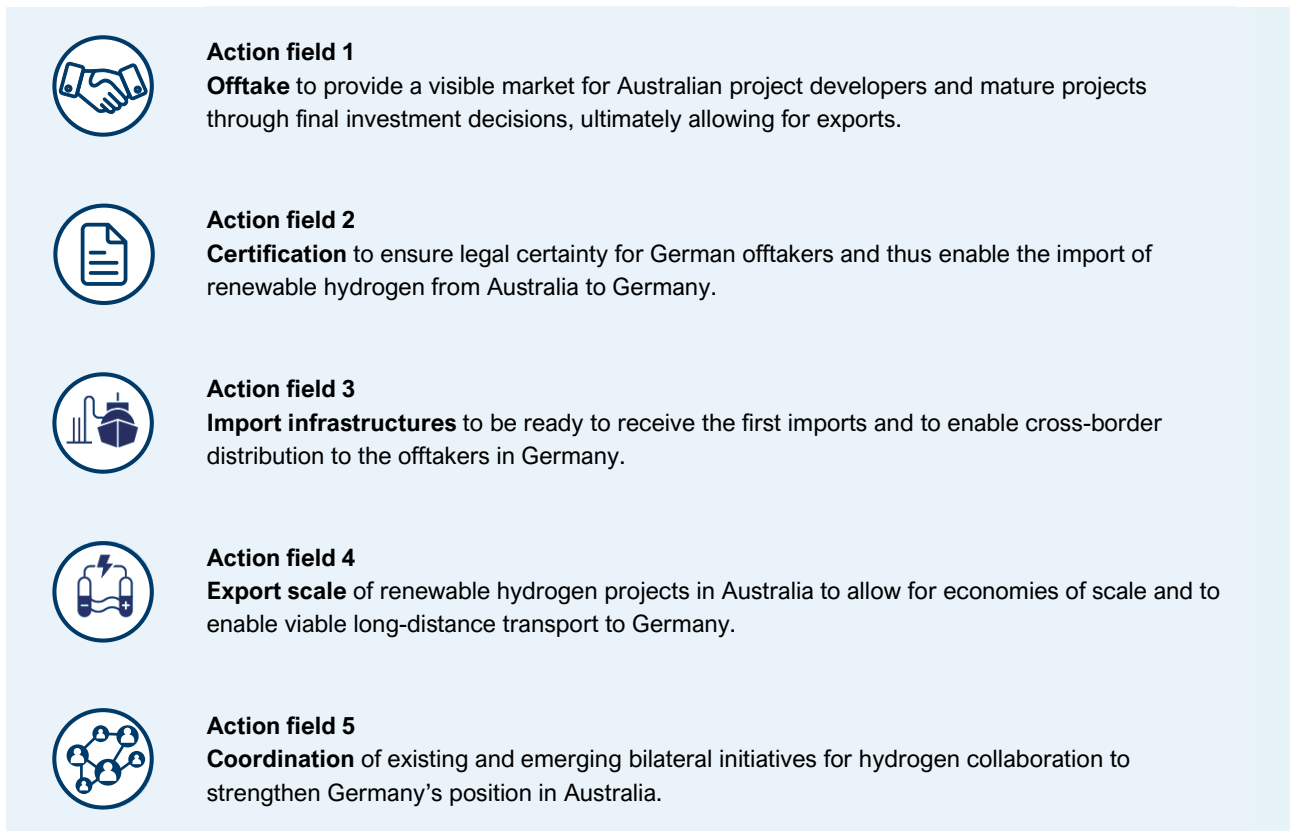 Action field 1
Offtake to provide a visible market for Australian project developers and mature projects
through final investment decisions, ultimately allowing for exports.
Action field 2
Certification to ensure legal certainty for German offtakers and thus enable the import of
renewable hydrogen from Australia to Germany.
Action field 3
Import infrastructures to be ready to receive the first imports and to enable cross-border
distribution to the offtakers in Germany.
Action field 4
Export scale of renewable hydrogen projects in Australia to allow for economies of scale and to
enable viable long-distance transport to Germany.
Action field 5
Coordination of existing and emerging bilateral initiatives for hydrogen collaboration to
strengthen Germany’s position in Australia.